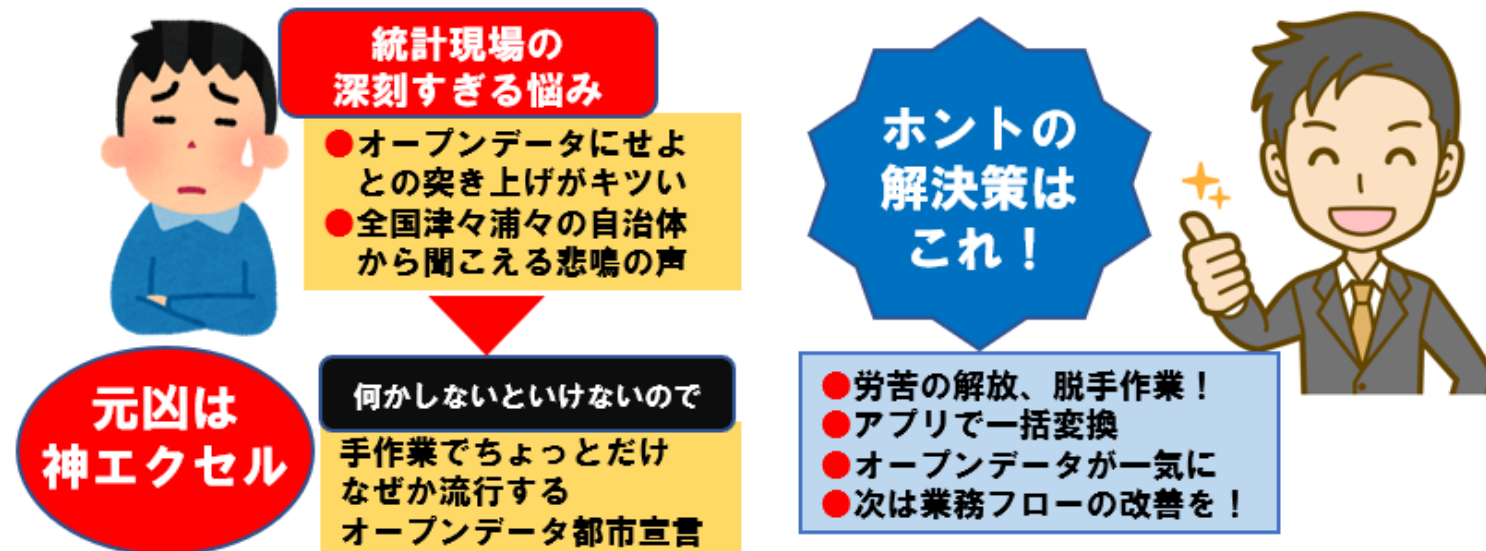 統計現場の
深刻すぎる悩み
●オープンデータにせよ
との突き上げがキツい
●全国津々浦々の自治体
から聞こえる悲鳴の声
元凶は
神エクセル
何かしないといけないので
手作業でちょっとだけ
なぜか流行する
オープンデータ都市宣言
ホントの
解決策は
これ！
●労苦の解放、脱手作業！
●アプリで一括変換
●オープンデータが一気に
●次は業務フローの改善を！